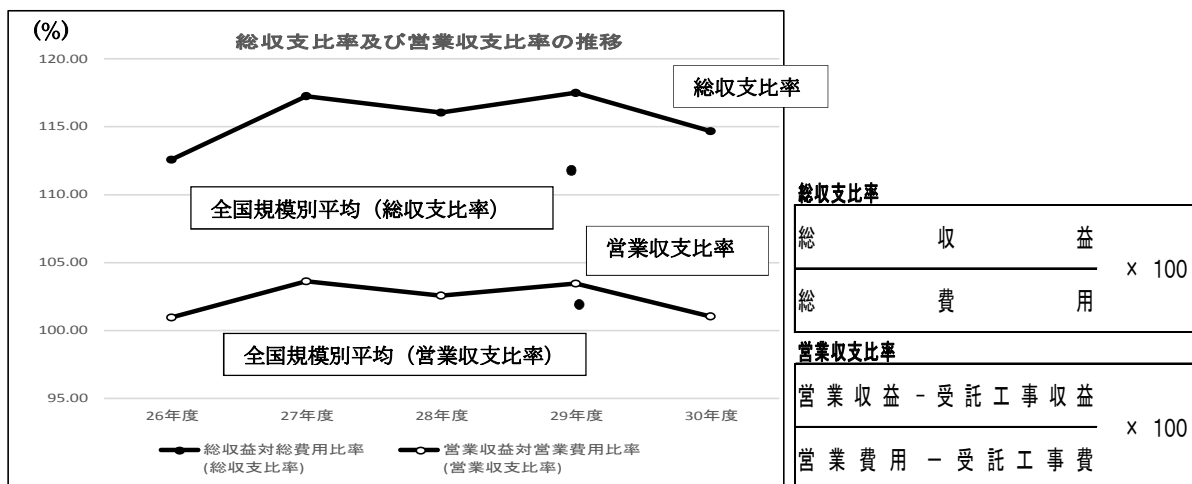 (%)
総収支比率及び営業収支比率の推移
120.00
総収支比率
115.00
110.00
全国規模別平均（総収支比率）
営業収支比率
105.00
100.00
全国規模別平均（営業収支比率）
95.00
26年度 27年度 28年度 29年度 30年度
総収益対総費用比率
(総収支比率)
営業収益対営業費用比率
(営業収支比率)
総収支比率
総収益
× 100
総費用
営業収支比率
営業収益－受託工事収益
× 100
営業費用－受託工事費